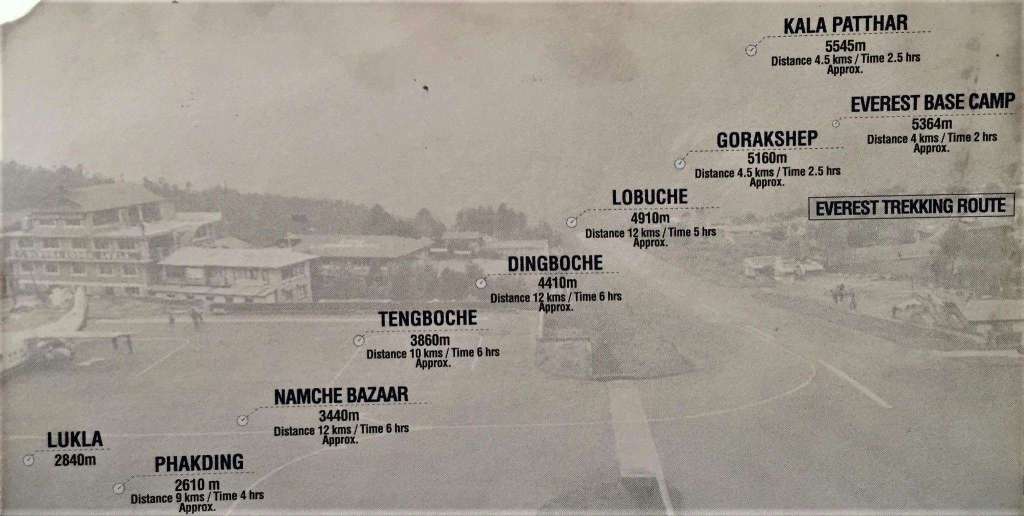 KALA PATTHAR
5545m
Distance 4.5 kms / Time 2.5 hrs
Approx.
EVEREST BASE CAMP
5364m
Distance 4 kms / Time 2 hrs
Approx.
GORAKSHEP
5160m
Distance 4.5 kms / Time 2.5 hrs
Approx.
LOBUCHE
4910m
Distance 12 kms / Time 5 hrs
Approx.
EVEREST TREKKING ROUTE
DINGBOCHE
4410m
Distance 12 kms / Time 6 hrs
Approx.
TENGBOCHE
3860m
Distance 10 kms / Time 6 hrs
Approx.
NAMCHE BAZAAR
3440m
Distance 12 kms / Time 6 hrs
Approx.
LUKLA
2840m
PHAKDING
2610 m
Distance 9 kms / Time 4 hrs
Approx.